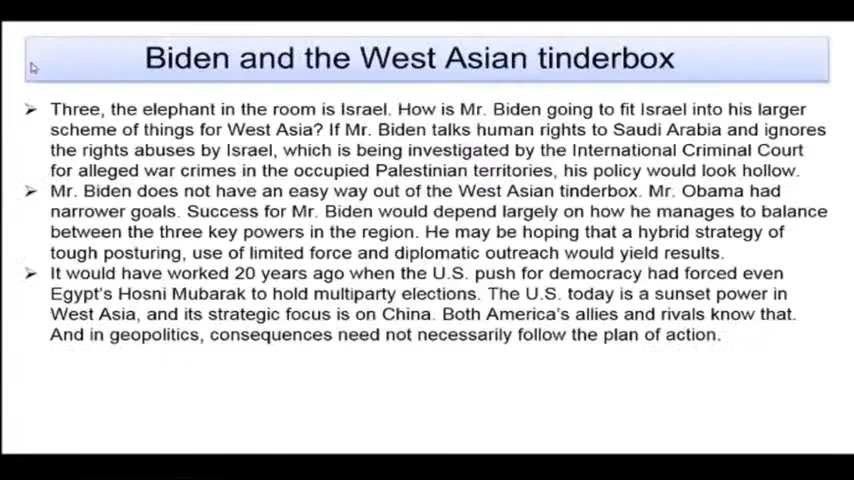 Biden and the West Asian tinderbox
➢ Three, the elephant in the room is Israel. How is Mr. Biden going to fit Israel into his larger
scheme of things for West Asia? If Mr. Biden talks human rights to Saudi Arabia and ignores
the rights abuses by Israel, which is being investigated by the International Criminal Court
for alleged war crimes in the occupied Palestinian territories, his policy would look hollow.
➢ Mr. Biden does not have an easy way out of the West Asian tinderbox. Mr. Obama had
narrower goals. Success for Mr. Biden would depend largely on how he manages to balance
between the three key powers in the region. He may be hoping that a hybrid strategy of
tough posturing, use of limited force and diplomatic outreach would yield results.
➢ It would have worked 20 years ago when the U.S. push for democracy had forced even
Egypt's Hosni Mubarak to hold multiparty elections. The U.S. today is a sunset power in
West Asia, and its strategic focus is on China. Both America's allies and rivals know that.
And in geopolitics, consequences need not necessarily follow the plan of action.